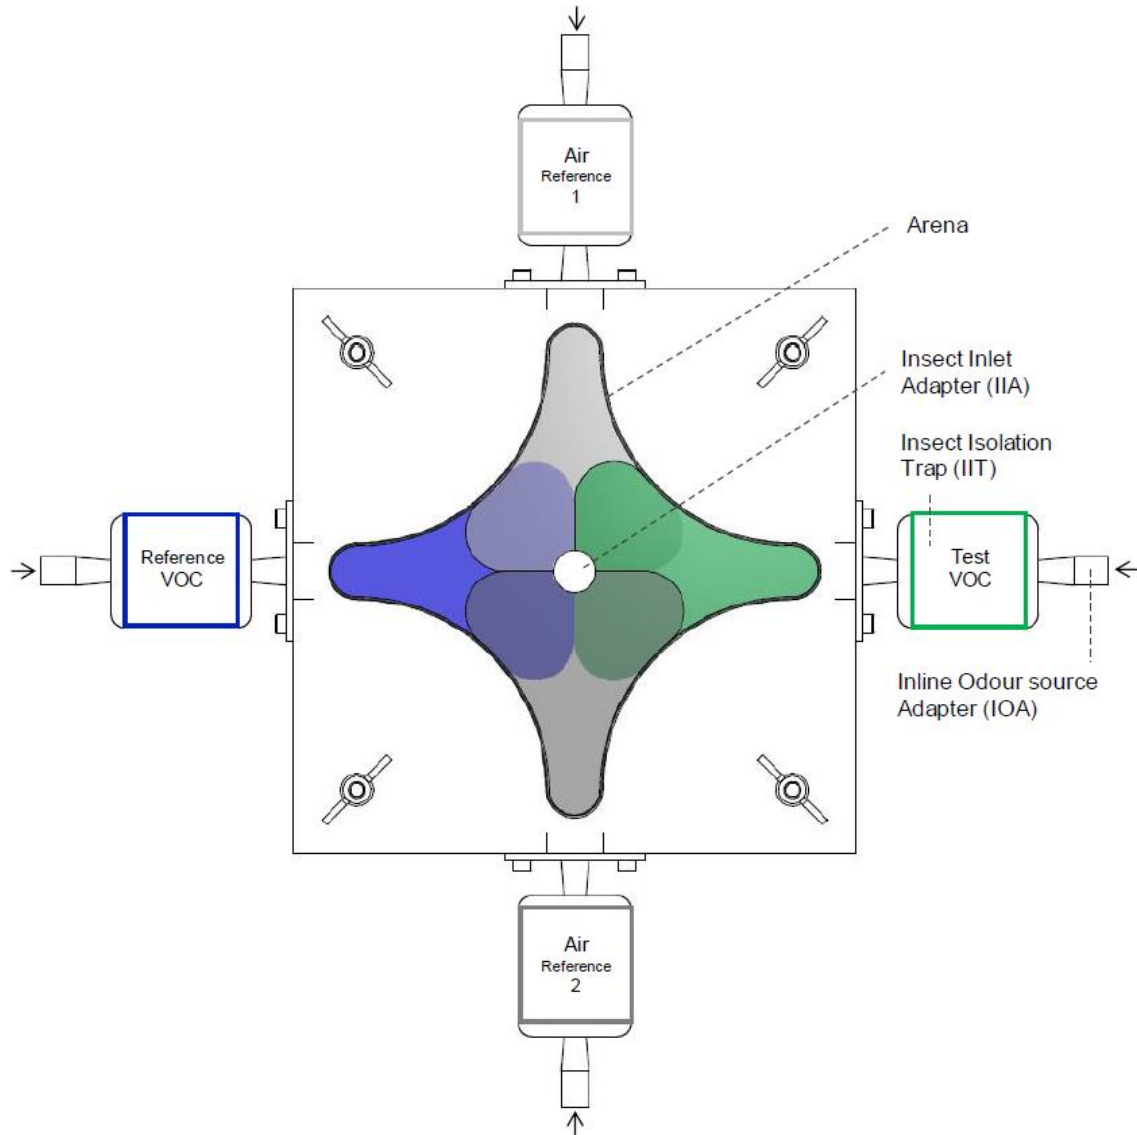 Air
Reference
1
Arena
Insect Inlet
Adapter (IIA)
Insect Isolation
Trap (IIT)
Reference
VOC
Test
VOC
Inline Odour source
Adapter (IOA)
Air
Reference
2